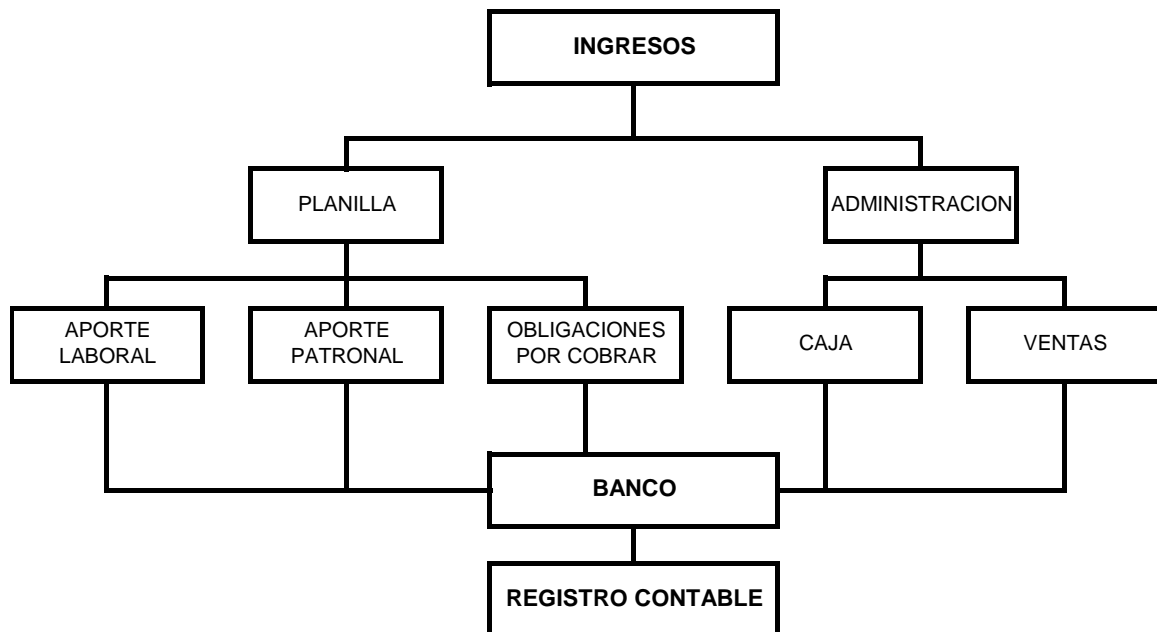 INGRESOS
PLANILLA
ADMINISTRACION
APORTE
LABORAL
APORTE
PATRONAL
OBLIGACIONES
POR COBRAR
CAJA
VENTAS
BANCO
REGISTRO CONTABLE